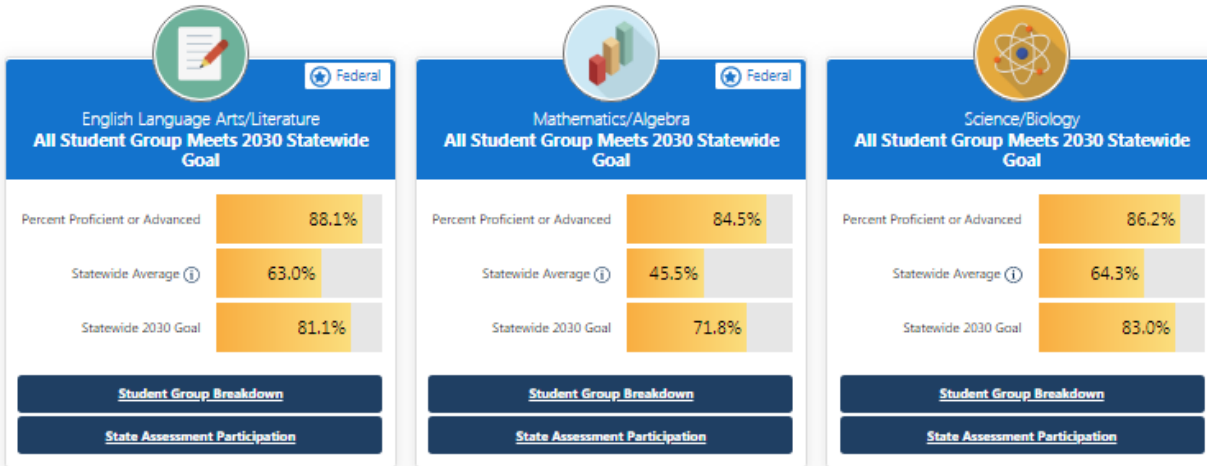 Federal
English Language Arts/Literature
All Student Group Meets 2030 Statewide
Goal
Percent Proficient or Advanced
88.1%
Statewide Average
63.0%
Statewide 2030 Goal
81.1%
Student Group Breakdown
State Assessment Participation
Federal
Mathematics/Algebra
All Student Group Meets 2030 Statewide
Goal
Percent Proficient or Advanced
84.5%
Statewide Average
45.5%
Statewide 2030 Goal
71.8%
Student Group Breakdown
State Assessment Participation
Science/Biology
All Student Group Meets 2030 Statewide
Goal
Percent Proficient or Advanced
86.2%
Statewide Average
64.3%
Statewide 2030 Goal
83.0%
Student Group Breakdown
State Assessment Participation